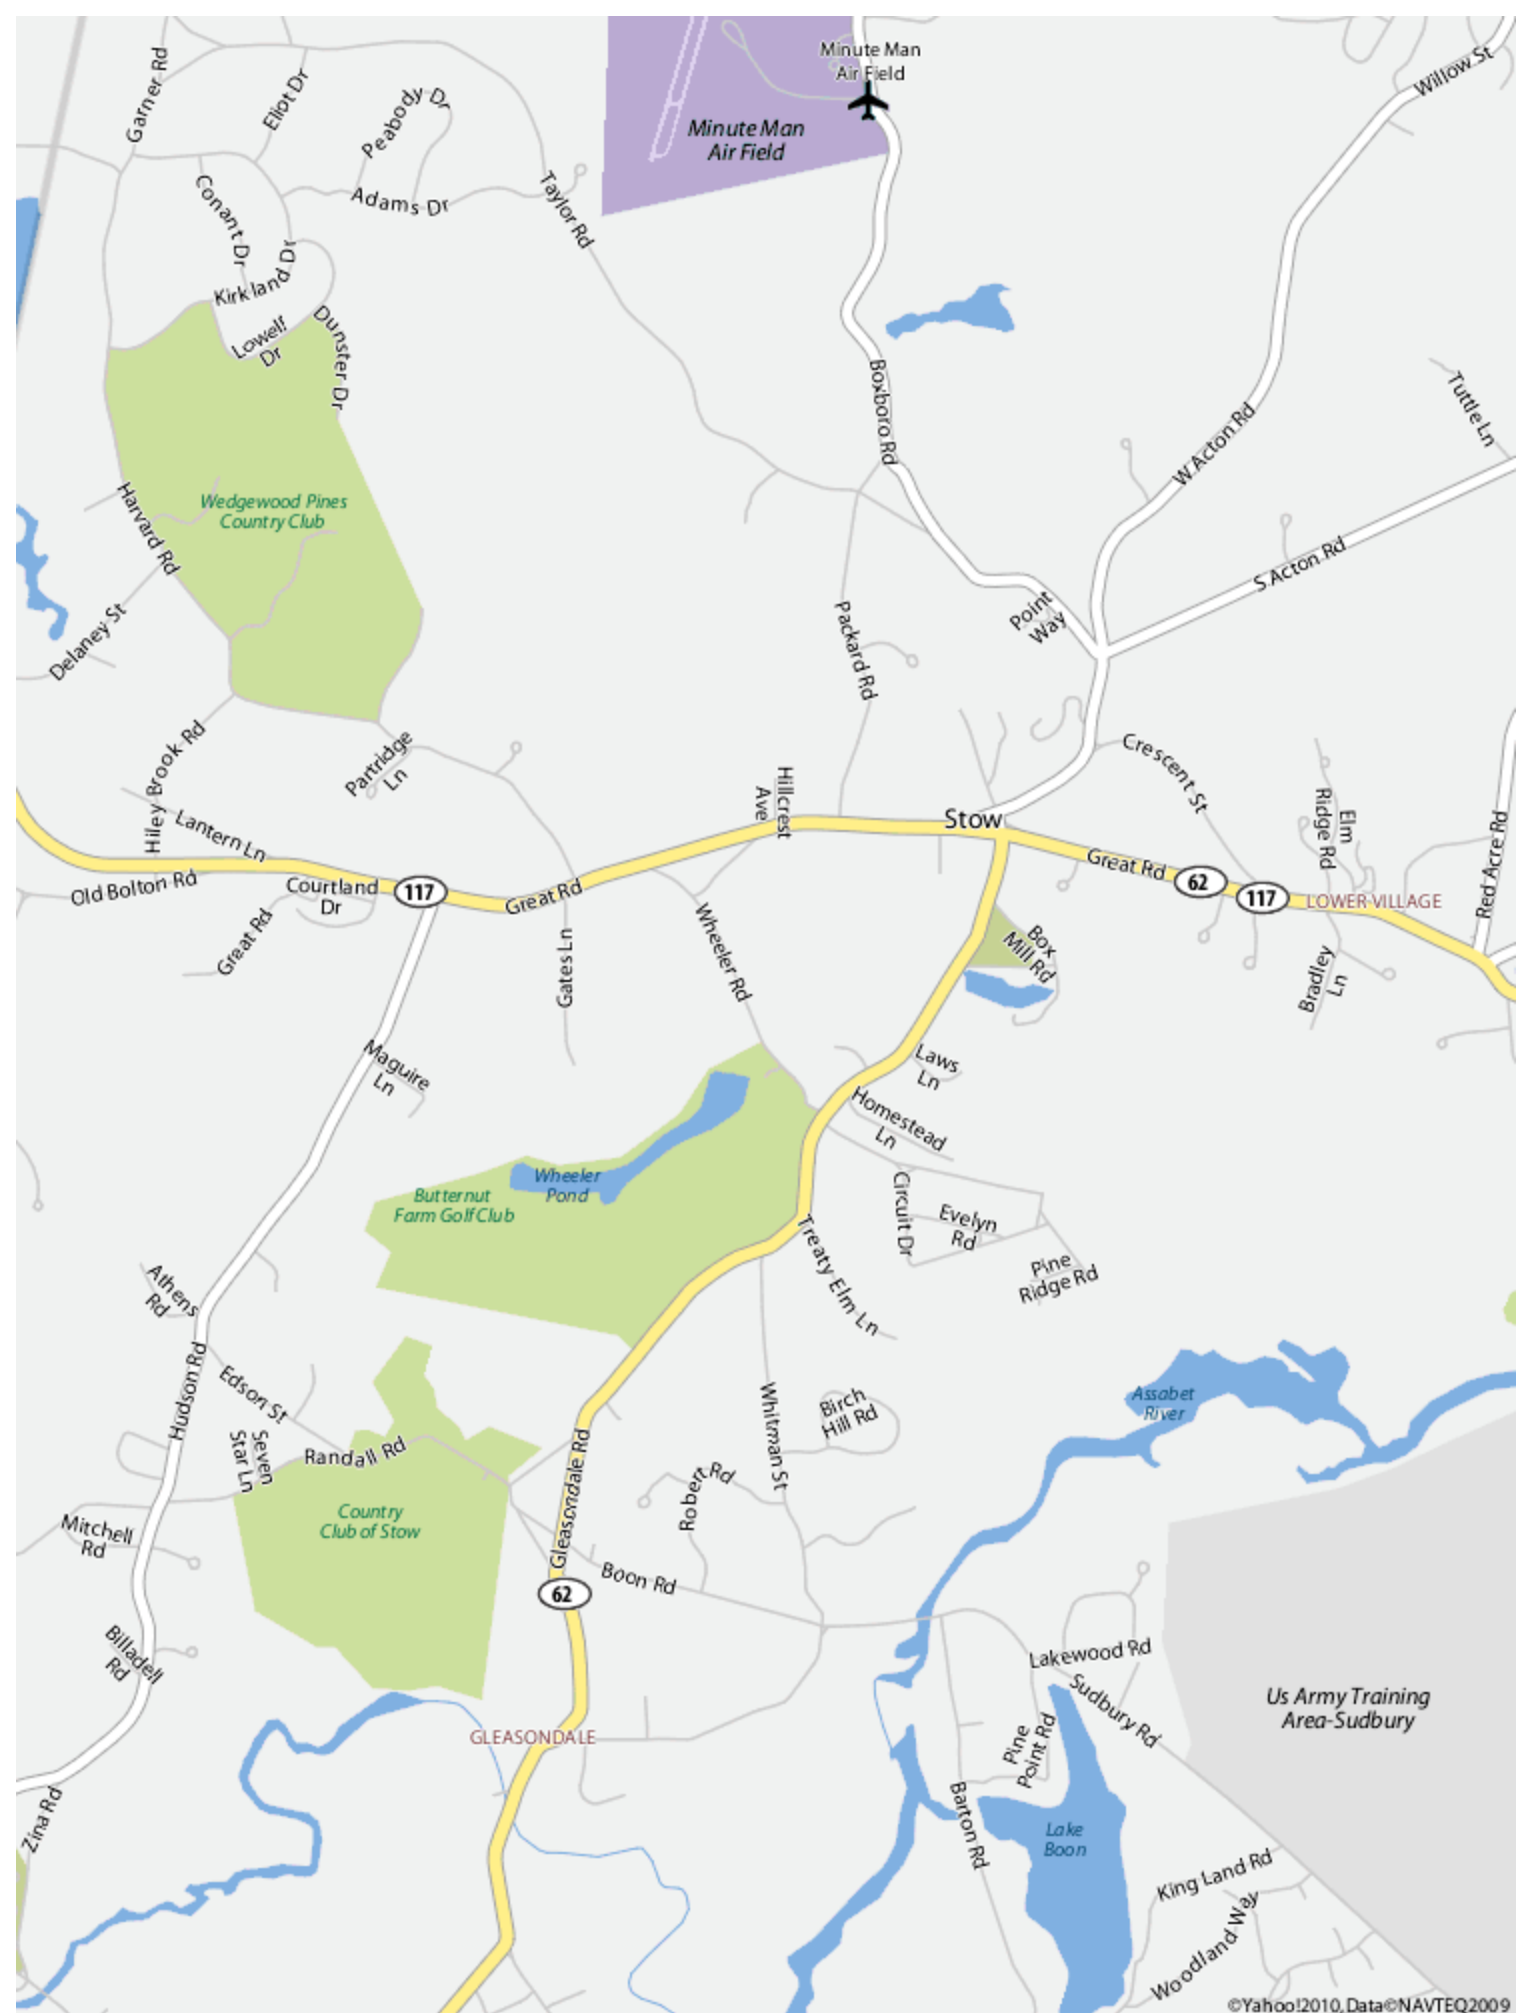 Minute Man
Air Field
Willow St
Garner Rd
Eliot Dr
Peabody Dr
Minute Man
Air Field
Conant Dr
Adams Dr
Taylor Rd
Kirkland Dr
Lowell
Dr
Dunster Dr
Boxboro Rd
Tuttle Ln
W Acton Rd
Wedgewood Pines
Country Club
Harvard Rd
S Acton Rd
Delaney St
Point
Way
Packard Rd
Hiley Brook Rd
Partridge
Ln
Crescent St
Hillcrest
Ave
Elm
Ridge Rd
Lantern Ln
Stow
Red Acre Rd
Great Rd
62
117
LOWER VILLAGE
Old Bolton Rd
Courtland
Dr
117
Great Rd
Great Rd
Gates Ln
Wheeler Rd
Box
Mill Rd
Bradley
Ln
Maguire
Ln
Laws
Ln
Homestead
Ln
Wheeler
Pond
Butternut
Farm Golf Club
Circuit Dr
Evelyn
Rd
Treaty Elm Ln
Pine
Ridge Rd
Athens
Rd
Hudson Rd
Edson St
Whitman St
Birch
Hill Rd
Assabet
River
Seven
Star Ln
Randall Rd
Gleasondale Rd
Robert Rd
Country
Club of Stow
Mitchell
Rd
Boon Rd
62
Billadell
Rd
Lakewood Rd
Sudbury Rd
Us Army Training
Area-Sudbury
GLEASONDALE
Pine
Point Rd
Zina Rd
Barton Rd
Lake
Boon
King Land Rd
Woodland Way
©Yahoo!2010, Data©NAVTEQ2009